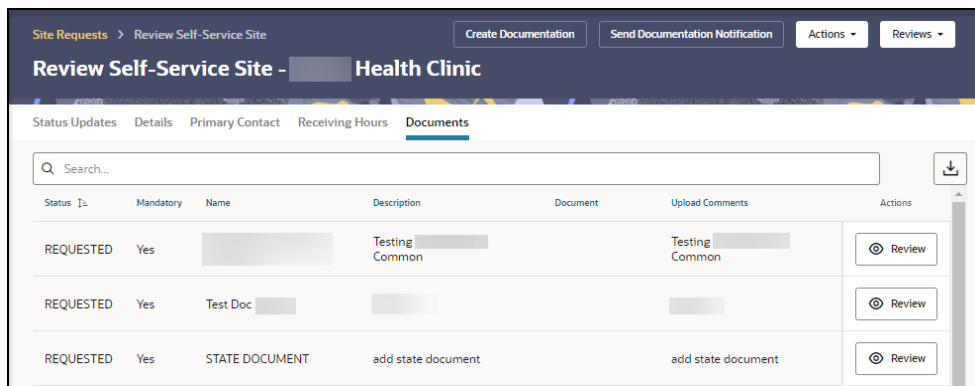 Site Requests > Review Self-Service Site Create Documentation Send Documentation Notification Actions Reviews
Review Self-Service Site - Health Clinic
Status Updates Details Primary Contact Receiving Hours Documents
Search...
Status Mandatory Name Description Document Upload Comments Actions
REQUESTED Yes Testing Common Testing Common Review
REQUESTED Yes Test Doc Review
REQUESTED Yes STATE DOCUMENT add state document add state document Review